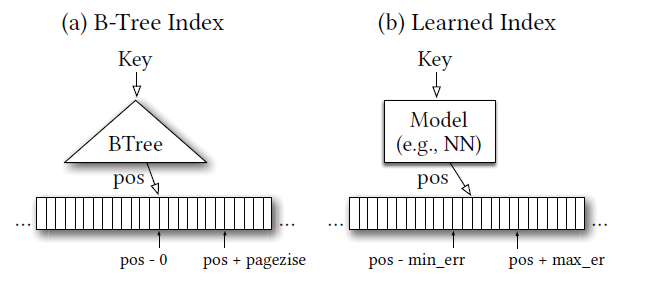 (a) B-Tree Index
Key
BTree
pos
...
...
pos - 0
pos + pagezise
(b) Learned Index
Key
Model
(e.g., NN)
pos
...
...
pos - min_err
pos + max_er